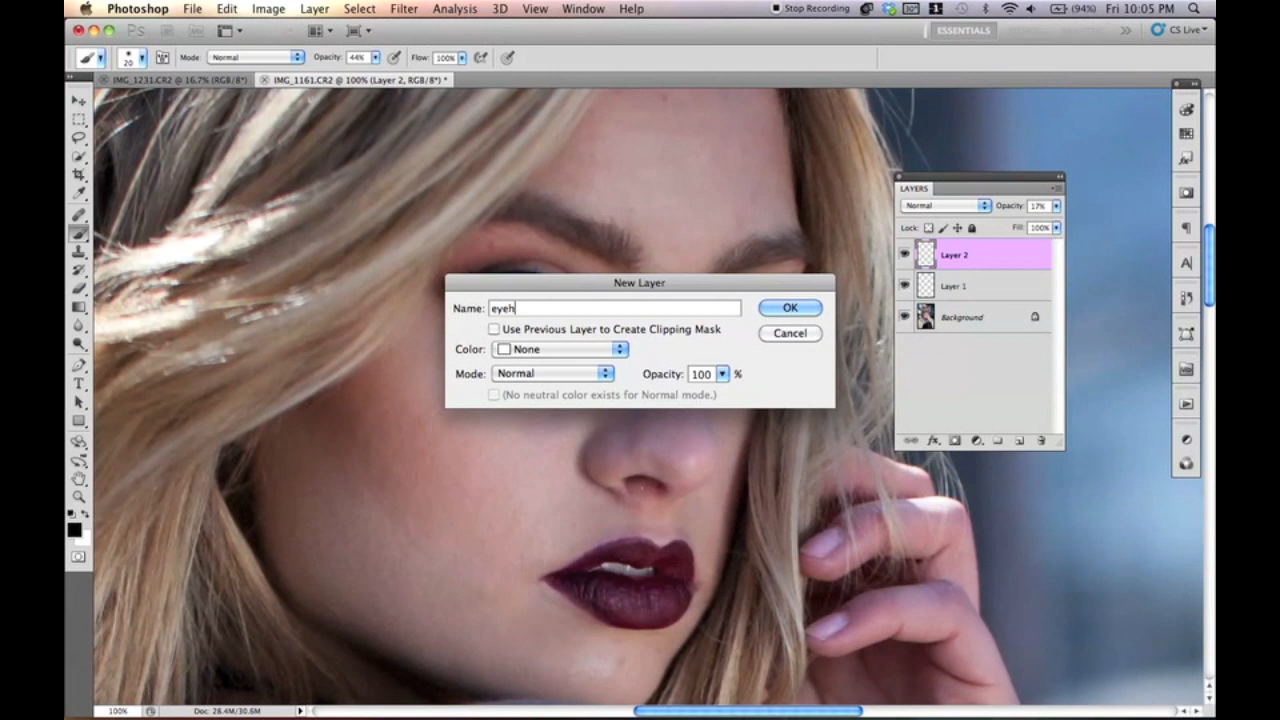 Photoshop File Edit Image Layer Select Filter Analysis 3D View Window Help Stop Recording (94%) Fri 10:05 PM
Ps ESSENTIALS CS Live
20 Mode: Normal Opacity: 44% Flow: 100%
IMG_1231.CR2 @ 16.7% (RGB/8*) IMG_1161.CR2 @ 100% (Layer 2, RGB/8*) *
LAYERS
Normal Opacity: 17%
Lock: Fill: 100%
Layer 2
Layer 1
Background
New Layer
Name: eyeh OK
Use Previous Layer to Create Clipping Mask Cancel
Color: None
Mode: Normal Opacity: 100 %
(No neutral color exists for Normal mode.)
100% Doc: 28.4M/30.6M